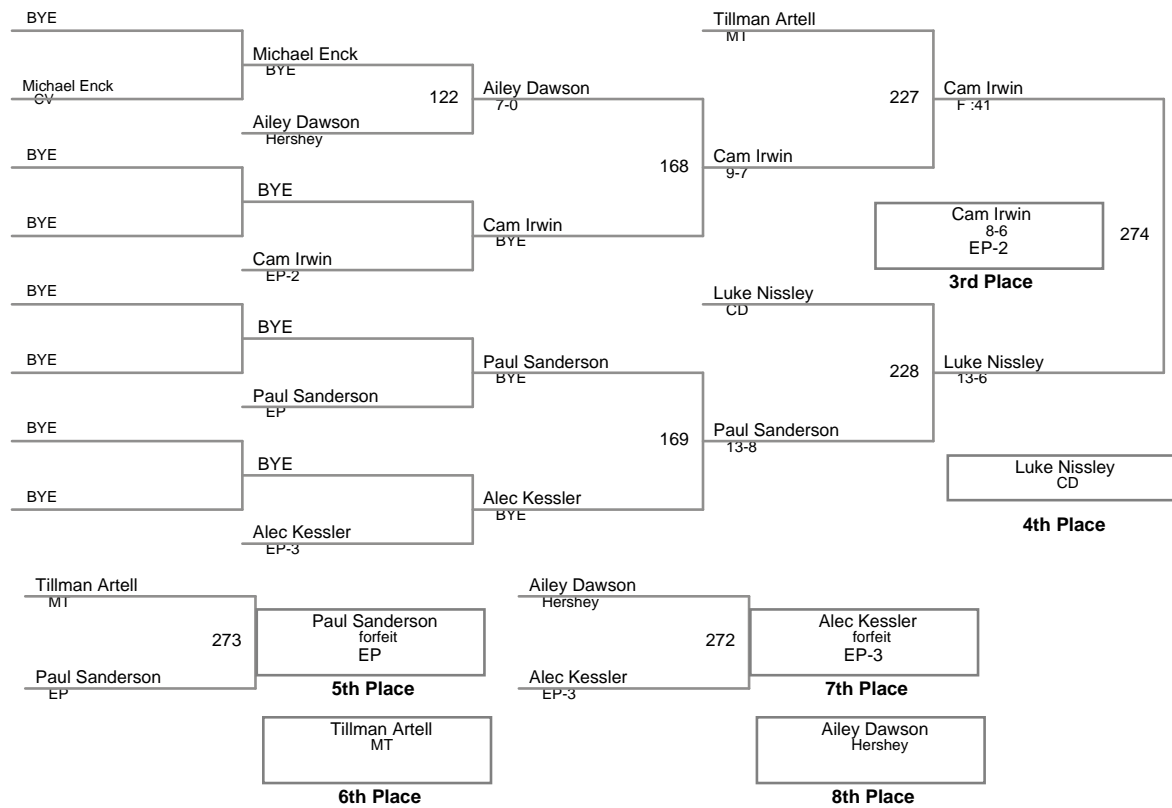 BYE
Michael Enck
CV
BYE
BYE
BYE
BYE
BYE
BYE
Michael Enck
BYE
Ailey Dawson
Hershey
BYE
Cam Irwin
EP-2
BYE
Paul Sanderson
EP
BYE
Alec Kessler
EP-3
122
Ailey Dawson
7-0
Cam Irwin
BYE
Paul Sanderson
BYE
Alec Kessler
BYE
168
169
Tillman Artell
MT
Cam Irwin
9-7
Luke Nissley
CD
Paul Sanderson
13-8
227
228
Cam Irwin
F :41
Luke Nissley
13-6
274
Cam Irwin
8-6
EP-2
3rd Place
Luke Nissley
CD
4th Place
Tillman Artell
MT
Paul Sanderson
EP
273
Paul Sanderson
forfeit
EP
5th Place
Tillman Artell
MT
6th Place
Ailey Dawson
Hershey
Alec Kessler
EP-3
272
Alec Kessler
forfeit
EP-3
7th Place
Ailey Dawson
Hershey
8th Place